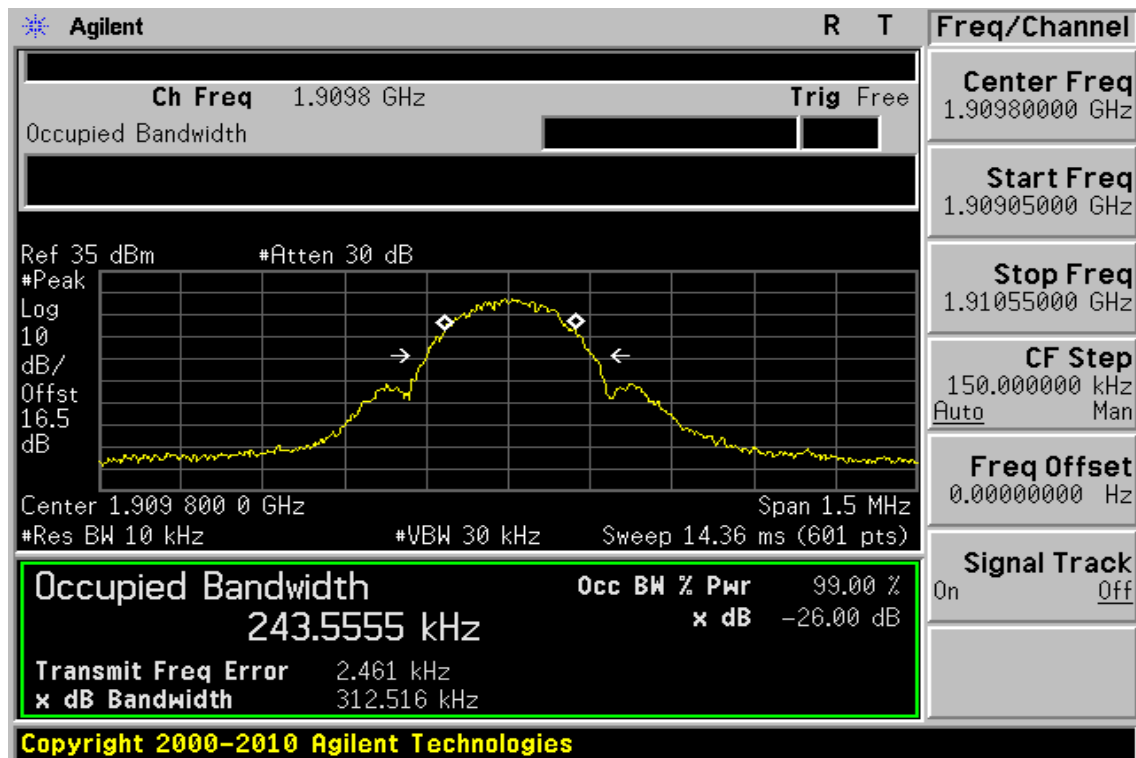 Agilent R T
Ch Freq 1.9098 GHz Trig Free
Occupied Bandwidth
Ref 35 dBm #Atten 30 dB
#Peak
Log
10
dB/
Offst
16.5
dB
Center 1.909 800 0 GHz Span 1.5 MHz
#Res BW 10 kHz #VBW 30 kHz Sweep 14.36 ms (601 pts)
Occupied Bandwidth
243.5555 kHz
Occ BW % Pwr 99.00 %
x dB -26.00 dB
Transmit Freq Error 2.461 kHz
x dB Bandwidth 312.516 kHz
Copyright 2000-2010 Agilent Technologies
Freq/Channel
Center Freq
1.90980000 GHz
Start Freq
1.90905000 GHz
Stop Freq
1.91055000 GHz
CF Step
150.000000 kHz
Auto Man
Freq Offset
0.00000000 Hz
Signal Track
On Off